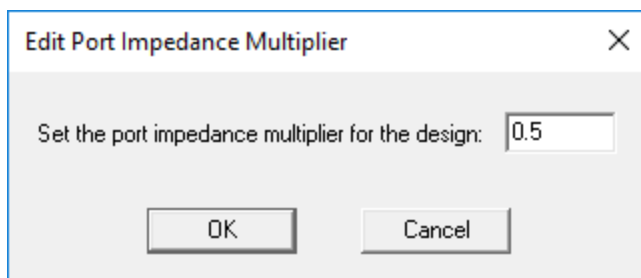 Edit Port Impedance Multiplier
Set the port impedance multiplier for the design: 0.5
OK Cancel